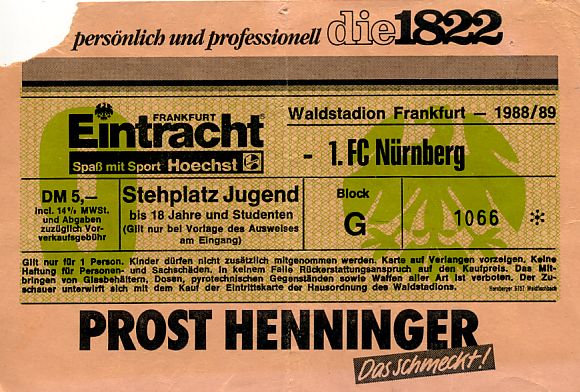 persönlich und professionell die 1822
FRANKFURT
Eintracht
Spaß mit Sport Hoechst
Waldstadion Frankfurt – 1988/89
- 1. FC Nürnberg
DM 5,–
incl. 14% MWSt.
und Abgaben
zuzüglich Vor-
verkaufsgebühr
Stehplatz Jugend
bis 18 Jahre und Studenten
(Gilt nur bei Vorlage des Ausweises
am Eingang)
Block
G
1066 *
Gilt nur für 1 Person. Kinder dürfen nicht zusätzlich mitgenommen werden. Karte auf Verlangen vorzeigen. Keine
Haftung für Personen- und Sachschäden. In keinem Falle Rückerstattungsanspruch auf den Kaufpreis. Das Mit-
bringen von Glasbehältern, Dosen, pyrotechnischen Gegenständen sowie Waffen aller Art ist verboten. Der Zu-
schauer unterwirft sich mit dem Kauf der Eintrittskarte der Hausordnung des Waldstadions.
PROST HENNINGER
Das schmeckt!